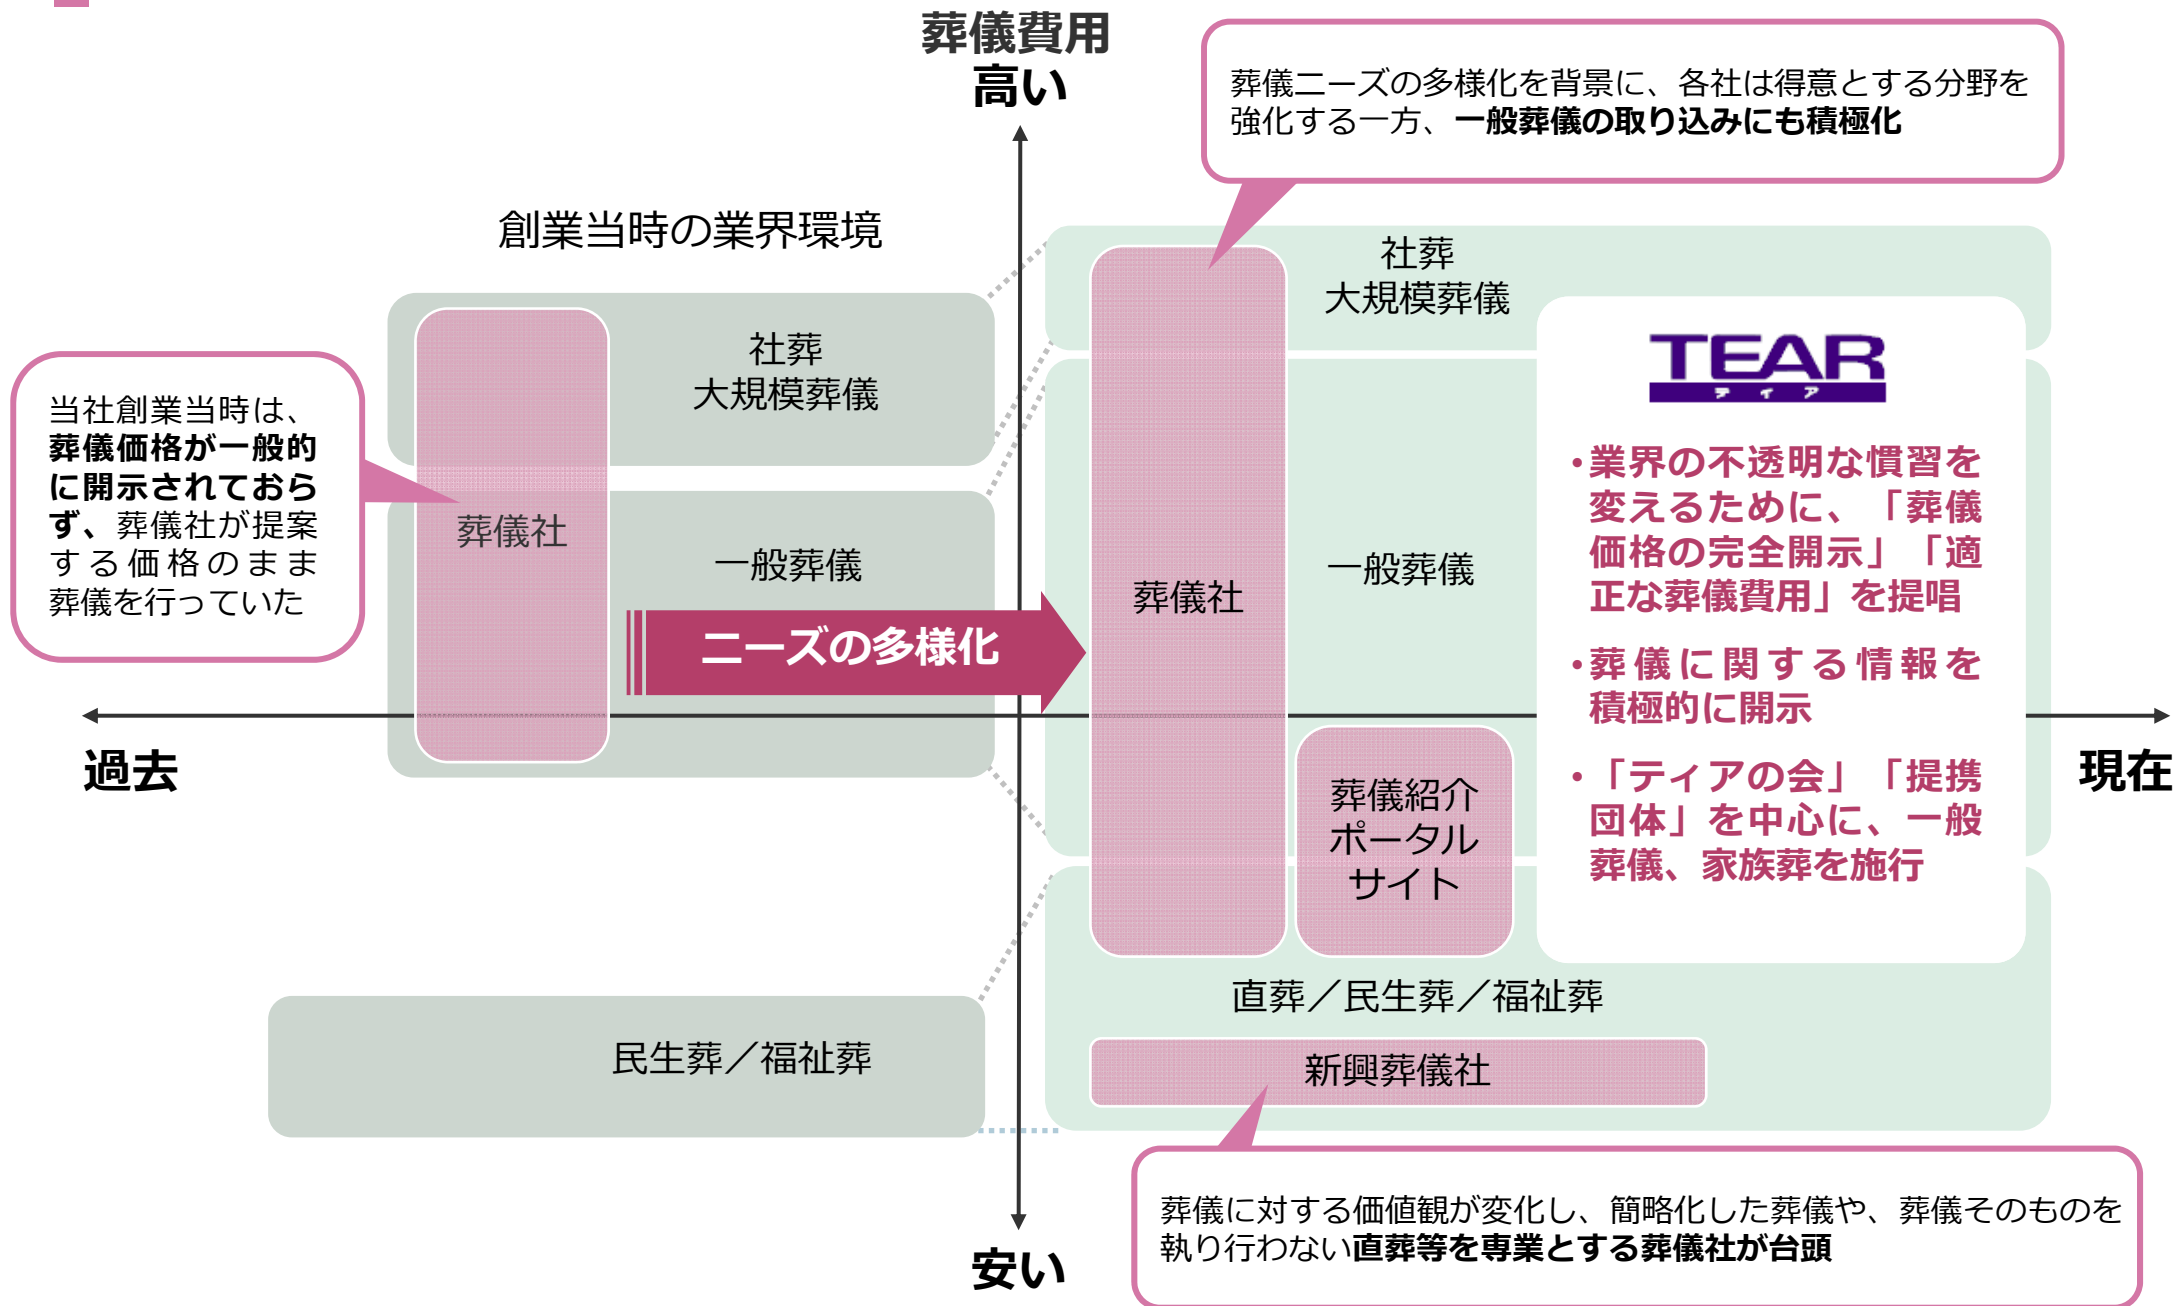 葬儀費用
高い
葬儀ニーズの多様化を背景に、各社は得意とする分野を
強化する一方、一般葬儀の取り込みにも積極化
創業当時の業界環境
社葬
大規模葬儀
社葬
大規模葬儀
当社創業当時は、
葬儀価格が一般的
に開示されておら
ず、葬儀社が提案
する価格のまま
葬儀を行っていた
葬儀社
一般葬儀
ニーズの多様化
葬儀社
一般葬儀
TEAR
ティア
・業界の不透明な慣習を
変えるために、「葬儀
価格の完全開示」「適
正な葬儀費用」を提唱
・葬儀に関する情報を
積極的に開示
・「ティアの会」「提携
団体」を中心に、一般
葬儀、家族葬を施行
過去
現在
葬儀紹介
ポータル
サイト
直葬／民生葬／福祉葬
民生葬／福祉葬
新興葬儀社
葬儀に対する価値観が変化し、簡略化した葬儀や、葬儀そのものを
執り行わない直葬等を専業とする葬儀社が台頭
安い